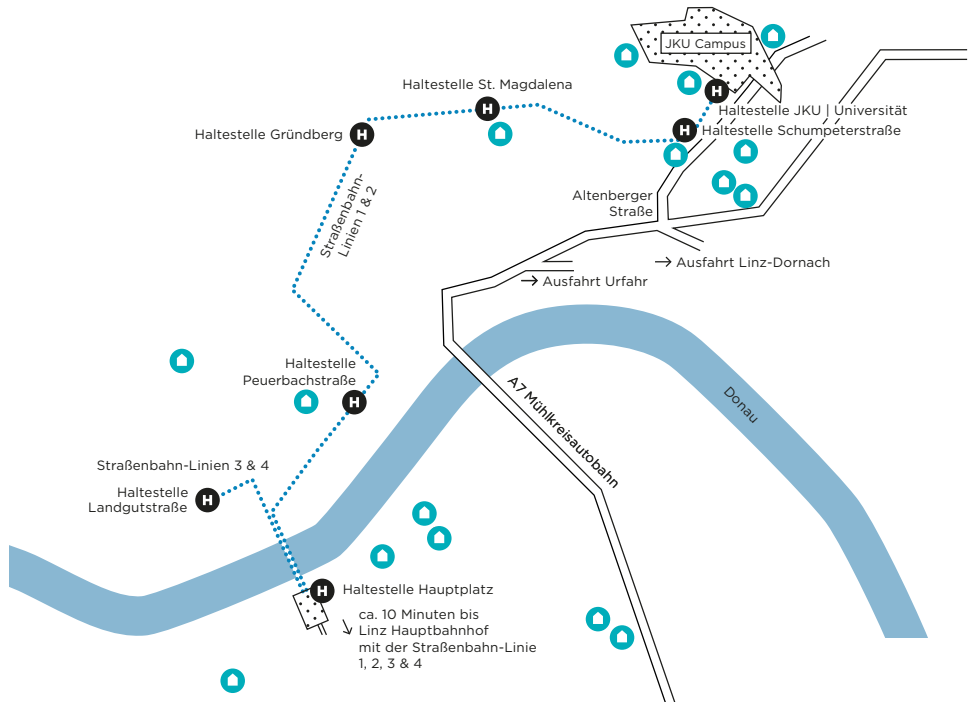 JKU Campus
Haltestelle St. Magdalena
H
H
Haltestelle JKU | Universität
Haltestelle Gründberg
H
H
Haltestelle Schumpeterstraße
Straßenbahn-
Linien 1 & 2
Altenberger
Straße
→ Ausfahrt Linz-Dornach
→ Ausfahrt Urfahr
Haltestelle
Peuerbachstraße
H
A7 Mühlkreisautobahn
Donau
Straßenbahn-Linien 3 & 4
Haltestelle
Landgutstraße
H
H
Haltestelle Hauptplatz
↘ ca. 10 Minuten bis
Linz Hauptbahnhof
mit der Straßenbahn-Linie
1, 2, 3 & 4